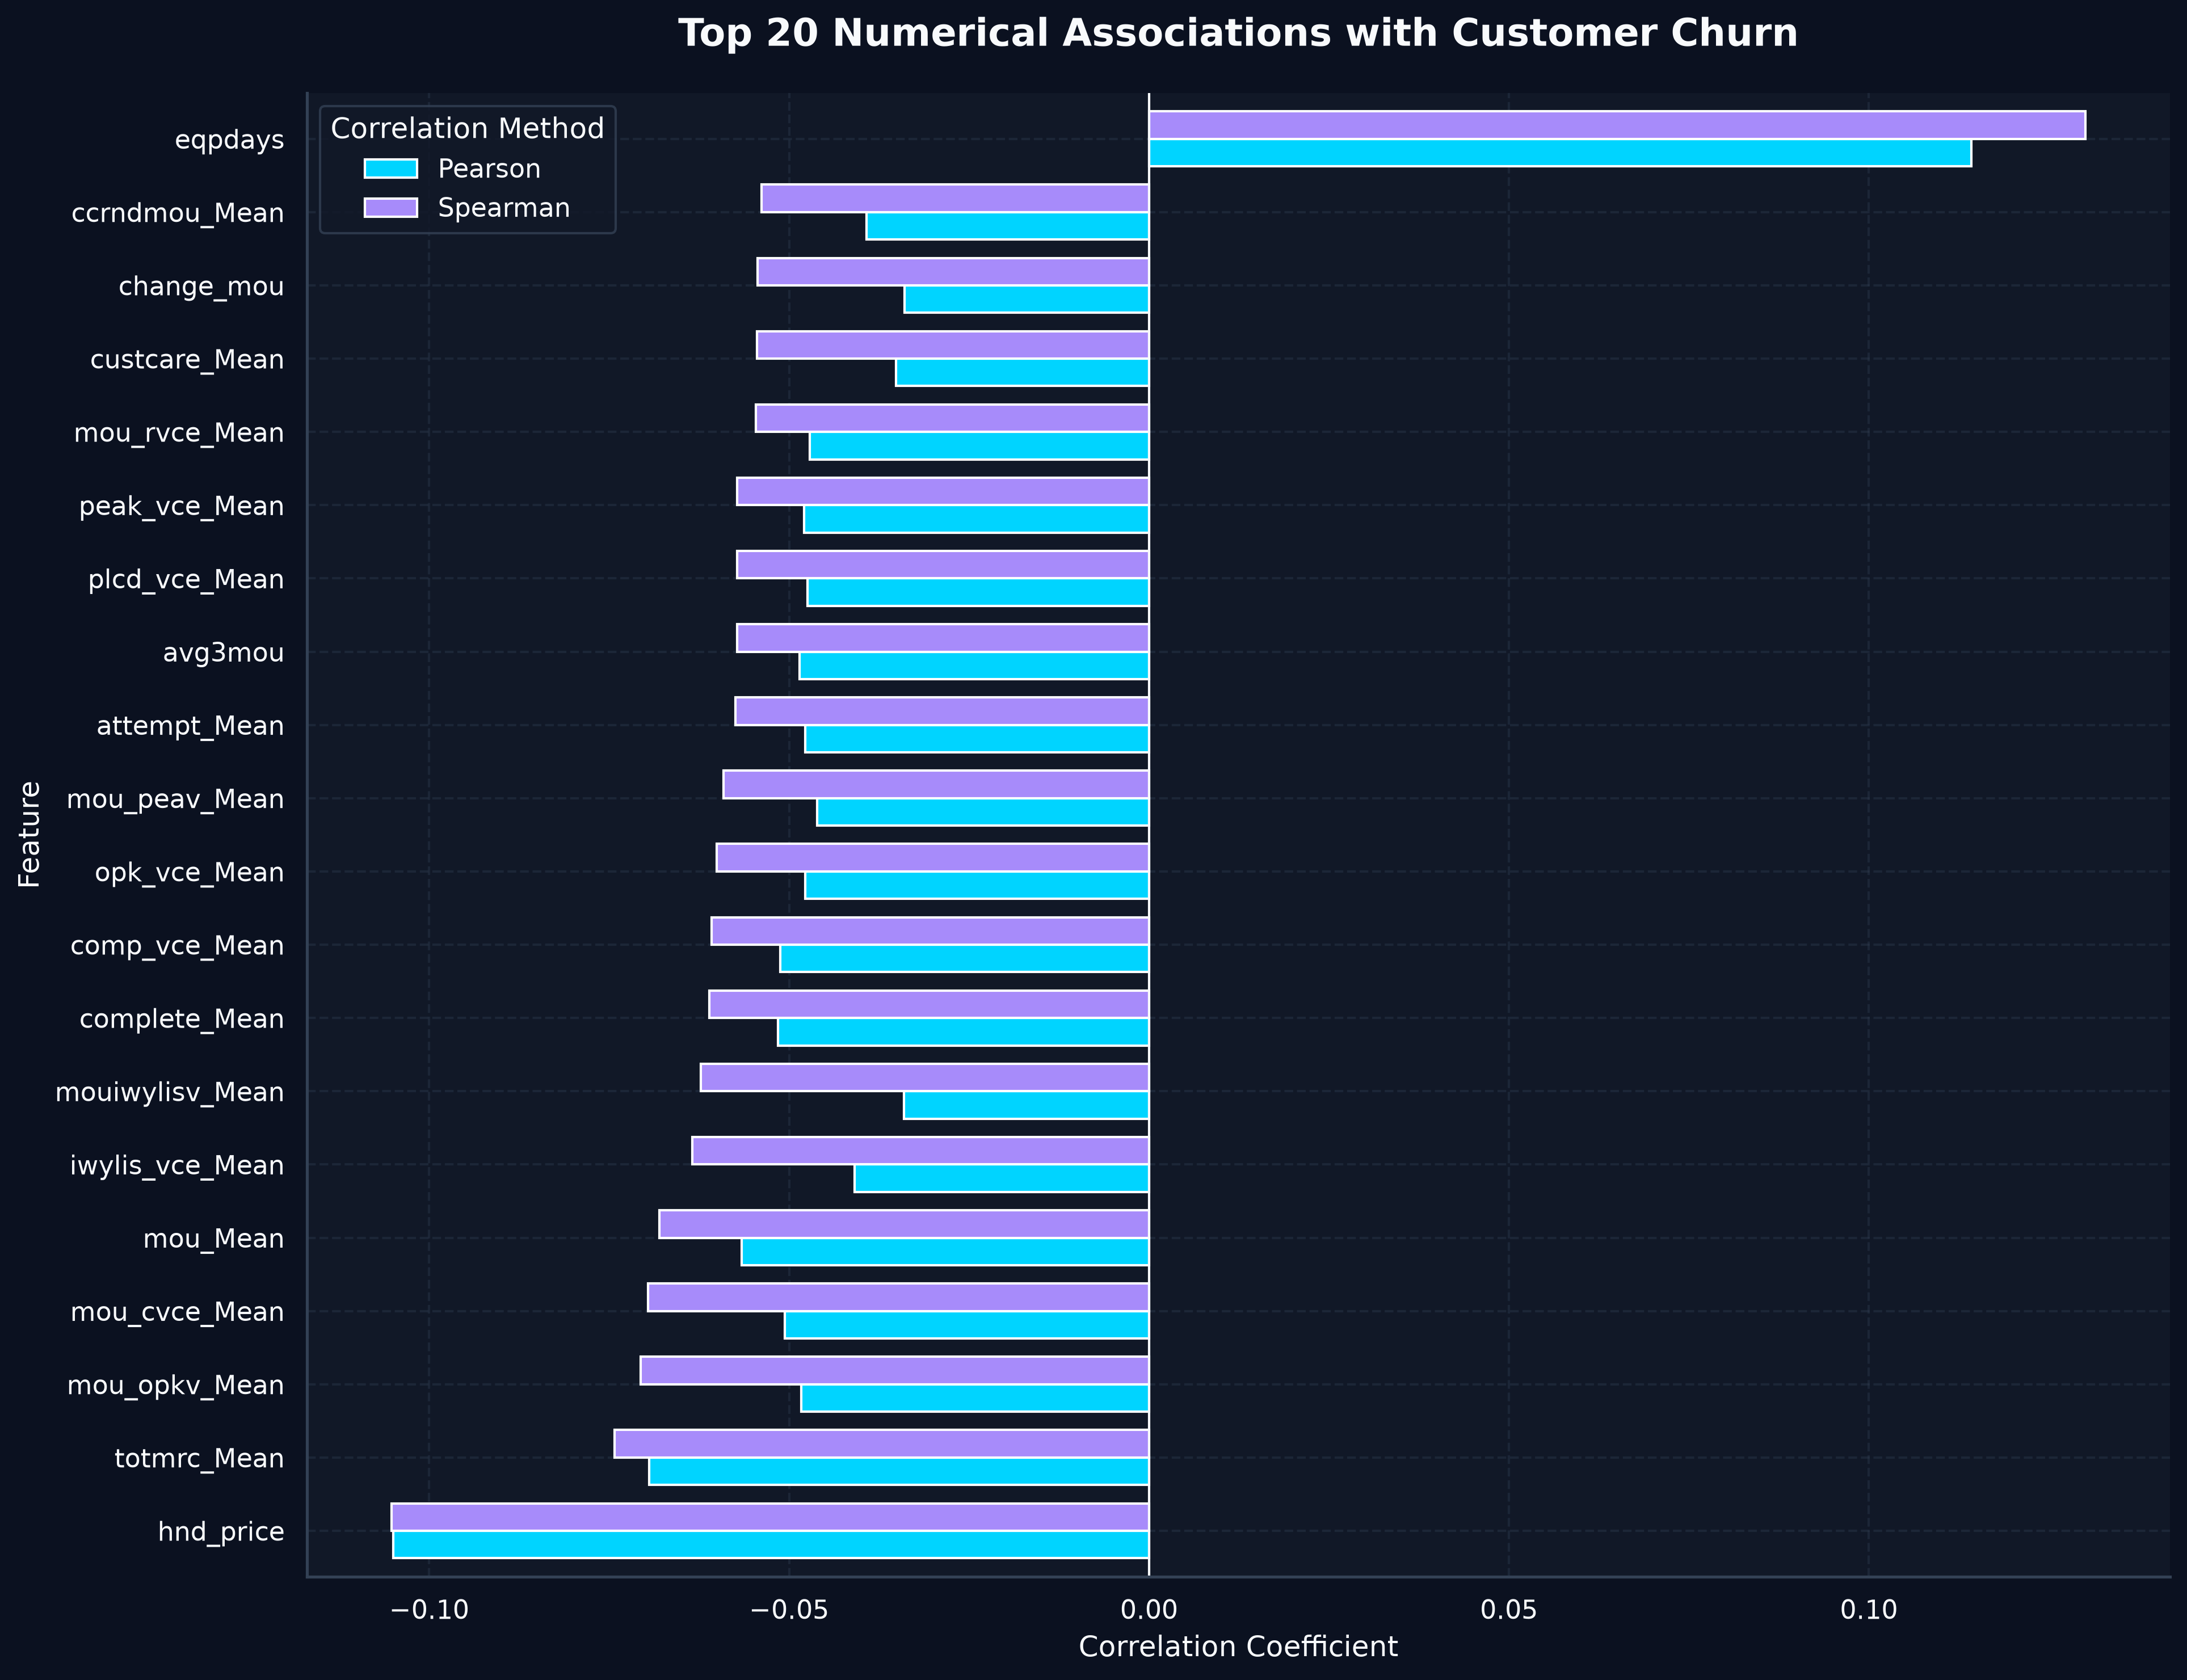 Top 20 Numerical Associations with Customer Churn
Correlation Method
Pearson
Spearman
Feature
eqpdays
ccrndmou_Mean
change_mou
custcare_Mean
mou_rvce_Mean
peak_vce_Mean
plcd_vce_Mean
avg3mou
attempt_Mean
mou_peav_Mean
opk_vce_Mean
comp_vce_Mean
complete_Mean
mouiwylisv_Mean
iwylis_vce_Mean
mou_Mean
mou_cvce_Mean
mou_opkv_Mean
totmrc_Mean
hnd_price
−0.10 −0.05 0.00 0.05 0.10
Correlation Coefficient